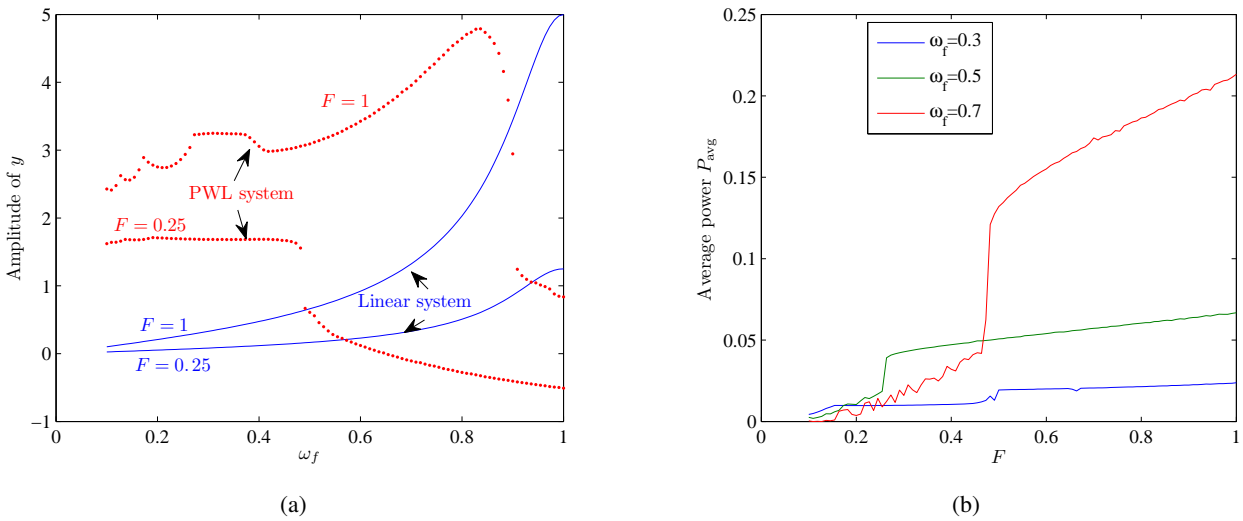 5
4
3
2
1
0
−1
0
0.2
0.4
0.6
0.8
1
Amplitude of y
ω_f
F = 1
PWL system
F = 0.25
Linear system
F = 1
F = 0.25
(a)
0.25
0.2
0.15
0.1
0.05
0
0
0.2
0.4
0.6
0.8
1
Average power P_avg
F
ω_f=0.3
ω_f=0.5
ω_f=0.7
(b)